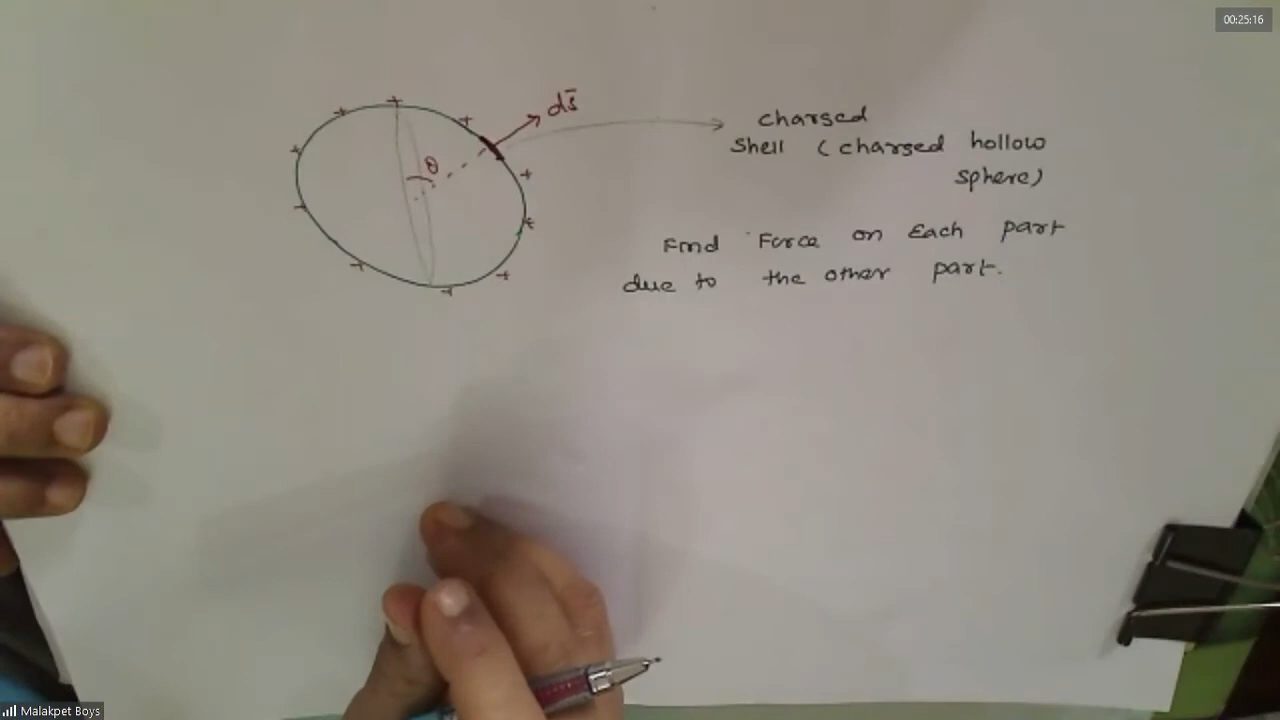 00:25:16
ds̄
θ
charsed
Shell (charsed hollow
sphere)
Find Force on Each part
due to the other part.
Malakpet Boys